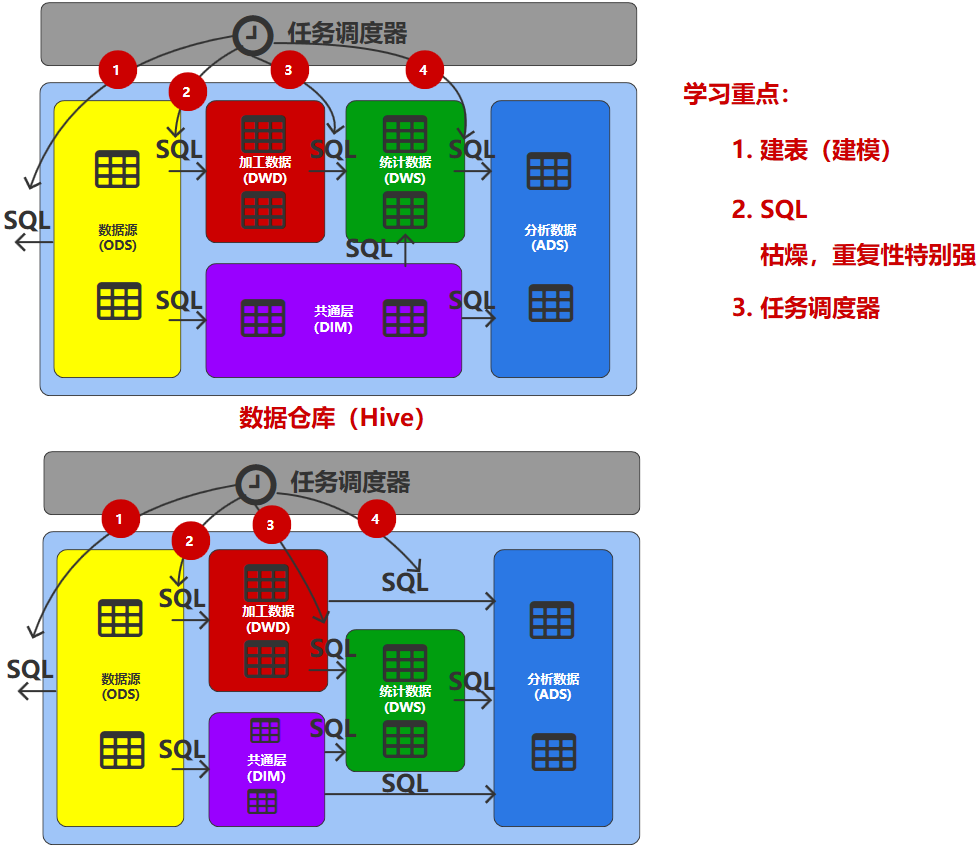 任务调度器
1
2
3
4
SQL
SQL
SQL
SQL
数据源
(ODS)
加工数据
(DWD)
统计数据
(DWS)
分析数据
(ADS)
SQL
SQL
SQL
共通层
(DIM)
数据仓库（Hive）
学习重点：
1. 建表（建模）
2. SQL
枯燥，重复性特别强
3. 任务调度器
任务调度器
1
2
3
4
SQL
SQL
SQL
加工数据
(DWD)
SQL
SQL
数据源
(ODS)
统计数据
(DWS)
SQL
分析数据
(ADS)
SQL
SQL
共通层
(DIM)
SQL